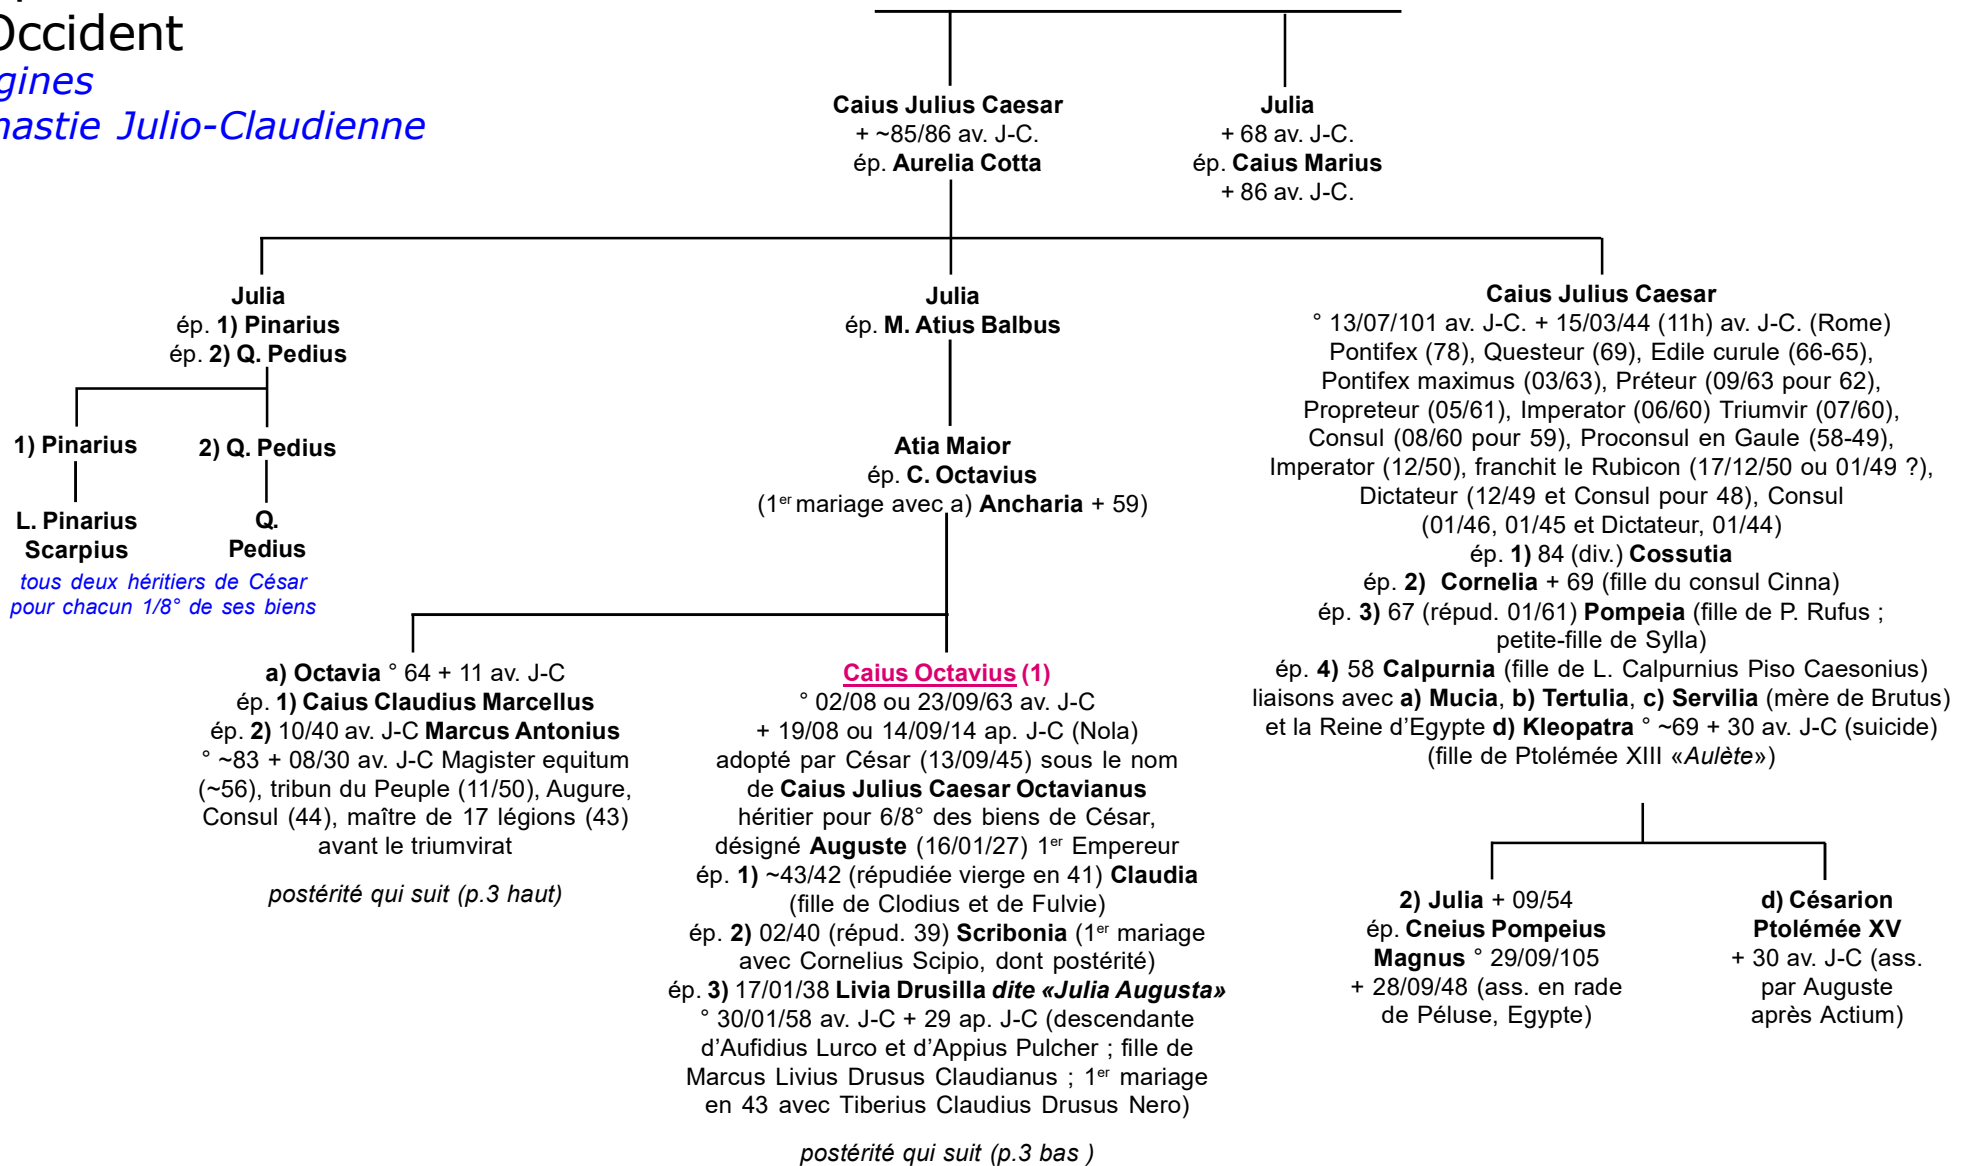 Occident
gines
nastie Julio-Claudienne
Caius Julius Caesar
+ ~85/86 av. J-C.
ép. Aurelia Cotta
Julia
+ 68 av. J-C.
ép. Caius Marius
+ 86 av. J-C.
Julia
ép. 1) Pinarius
ép. 2) Q. Pedius
1) Pinarius
2) Q. Pedius
L. Pinarius
Scarpius
Q.
Pedius
tous deux héritiers de César
pour chacun 1/8° de ses biens
Julia
ép. M. Atius Balbus
Atia Maior
ép. C. Octavius
(1er mariage avec a) Ancharia + 59)
Caius Julius Caesar
° 13/07/101 av. J-C. + 15/03/44 (11h) av. J-C. (Rome)
Pontifex (78), Questeur (69), Edile curule (66-65),
Pontifex maximus (03/63), Préteur (09/63 pour 62),
Propreteur (05/61), Imperator (06/60) Triumvir (07/60),
Consul (08/60 pour 59), Proconsul en Gaule (58-49),
Imperator (12/50), franchit le Rubicon (17/12/50 ou 01/49 ?),
Dictateur (12/49 et Consul pour 48), Consul
(01/46, 01/45 et Dictateur, 01/44)
ép. 1) 84 (div.) Cossutia
ép. 2) Cornelia + 69 (fille du consul Cinna)
ép. 3) 67 (répud. 01/61) Pompeia (fille de P. Rufus ;
petite-fille de Sylla)
ép. 4) 58 Calpurnia (fille de L. Calpurnius Piso Caesonius)
liaisons avec a) Mucia, b) Tertulia, c) Servilia (mère de Brutus)
et la Reine d'Egypte d) Kleopatra ° ~69 + 30 av. J-C (suicide)
(fille de Ptolémée XIII «Aulète»)
a) Octavia ° 64 + 11 av. J-C
ép. 1) Caius Claudius Marcellus
ép. 2) 10/40 av. J-C Marcus Antonius
° ~83 + 08/30 av. J-C Magister equitum
(~56), tribun du Peuple (11/50), Augure,
Consul (44), maître de 17 légions (43)
avant le triumvirat
postérité qui suit (p.3 haut)
Caius Octavius (1)
° 02/08 ou 23/09/63 av. J-C
+ 19/08 ou 14/09/14 ap. J-C (Nola)
adopté par César (13/09/45) sous le nom
de Caius Julius Caesar Octavianus
héritier pour 6/8° des biens de César,
désigné Auguste (16/01/27) 1er Empereur
ép. 1) ~43/42 (répudiée vierge en 41) Claudia
(fille de Clodius et de Fulvie)
ép. 2) 02/40 (répud. 39) Scribonia (1er mariage
avec Cornelius Scipio, dont postérité)
ép. 3) 17/01/38 Livia Drusilla dite «Julia Augusta»
° 30/01/58 av. J-C + 29 ap. J-C (descendante
d'Aufidius Lurco et d'Appius Pulcher ; fille de
Marcus Livius Drusus Claudianus ; 1er mariage
en 43 avec Tiberius Claudius Drusus Nero)
postérité qui suit (p.3 bas )
2) Julia + 09/54
ép. Cneius Pompeius
Magnus ° 29/09/105
+ 28/09/48 (ass. en rade
de Péluse, Egypte)
d) Césarion
Ptolémée XV
+ 30 av. J-C (ass.
par Auguste
après Actium)